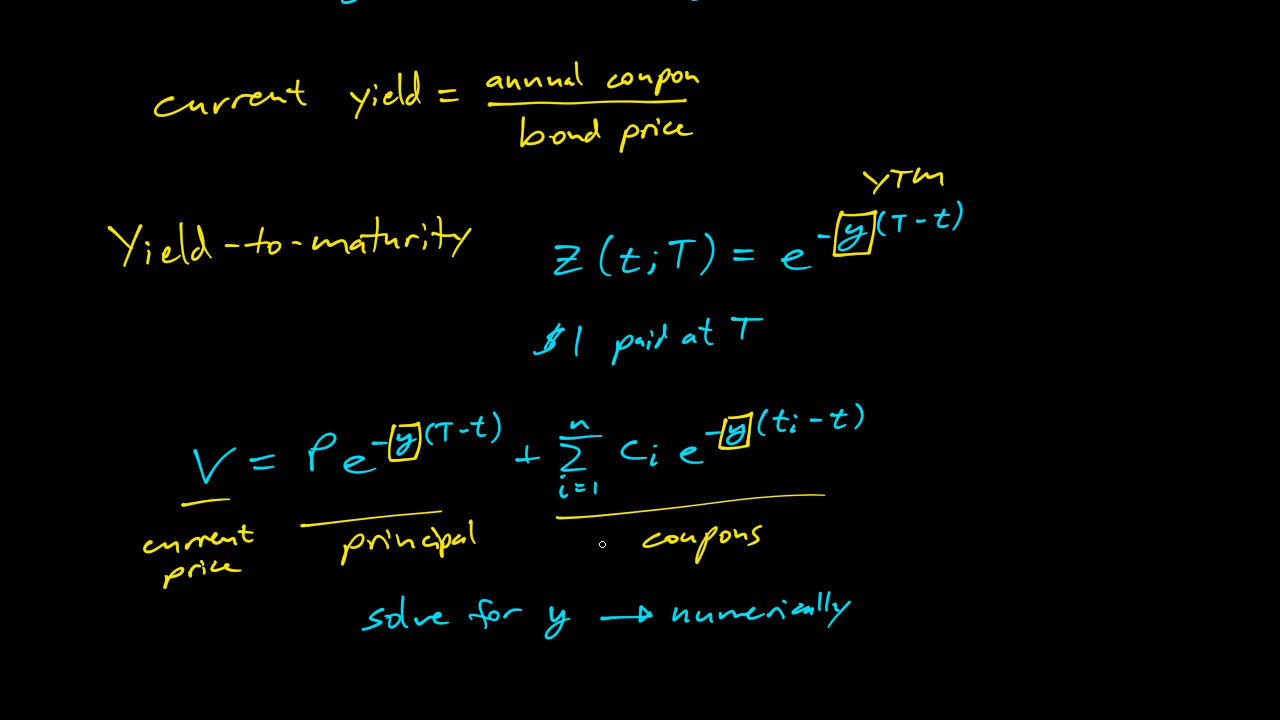 current yield = annual coupon / bond price
YTM
Yield-to-maturity Z(t;T) = e^{-y(T-t)}
$1 paid at T
V = Pe^{-y(T-t)} + ∑_{i=1}^{n} c_i e^{-y(t_i-t)}
current price principal coupons
solve for y → numerically